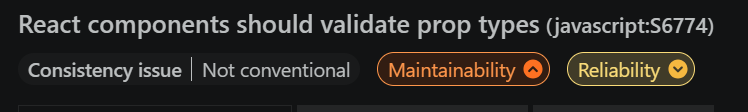 React components should validate prop types (javascript:S6774)
Consistency issue | Not conventional Maintainability Reliability